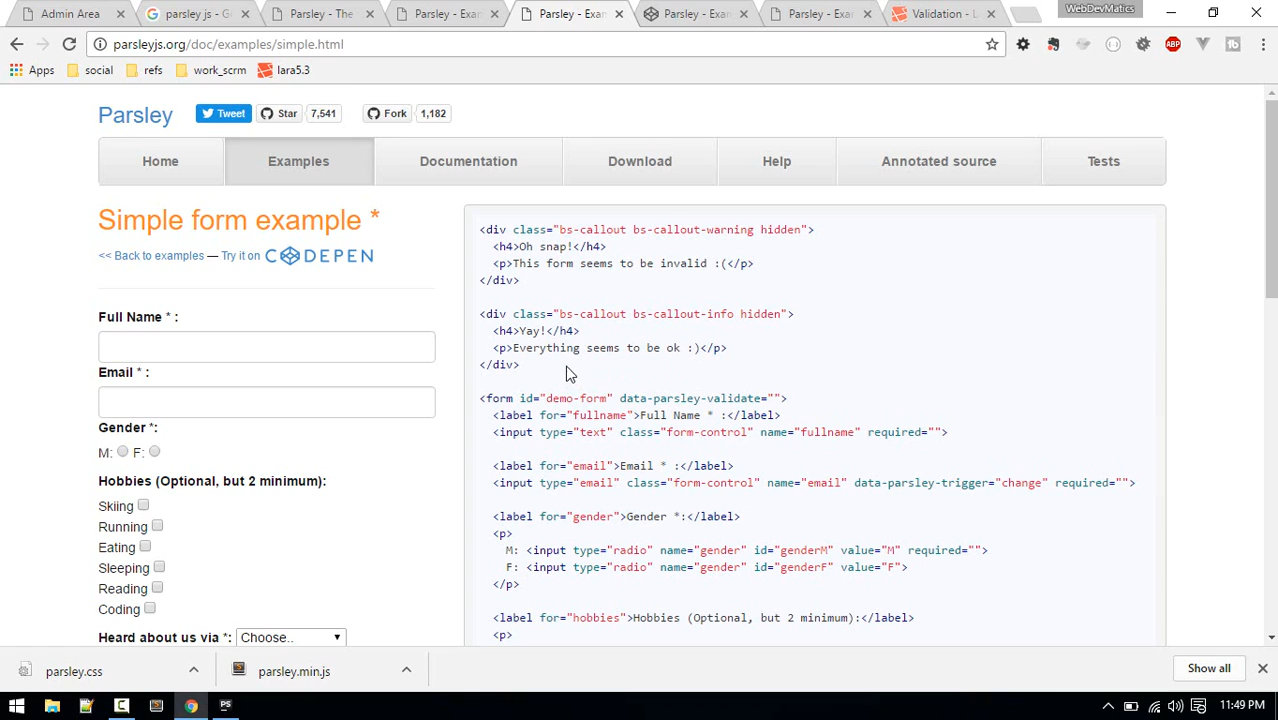 WebDevMatics
Admin Area
parsley js - G
Parsley - The
Parsley - Exam
Parsley - Exam
Parsley - Exam
Parsley - Exam
Validation - L
parsleyjs.org/doc/examples/simple.html
ABP
Apps
social
refs
work_scrm
lara5.3
Parsley
Tweet
Star
7,541
Fork
1,182
Home
Examples
Documentation
Download
Help
Annotated source
Tests
Simple form example *
<< Back to examples — Try it on CODEPEN
Full Name * :
Email * :
Gender *:
M: F:
Hobbies (Optional, but 2 minimum):
Skiing
Running
Eating
Sleeping
Reading
Coding
Heard about us via *: Choose..
<div class="bs-callout bs-callout-warning hidden">
<h4>Oh snap!</h4>
<p>This form seems to be invalid :(</p>
</div>
<div class="bs-callout bs-callout-info hidden">
<h4>Yay!</h4>
<p>Everything seems to be ok :)</p>
</div>
<form id="demo-form" data-parsley-validate="">
<label for="fullname">Full Name * :</label>
<input type="text" class="form-control" name="fullname" required="">
<label for="email">Email * :</label>
<input type="email" class="form-control" name="email" data-parsley-trigger="change" required="">
<label for="gender">Gender *:</label>
<p>
M: <input type="radio" name="gender" id="genderM" value="M" required="">
F: <input type="radio" name="gender" id="genderF" value="F">
</p>
<label for="hobbies">Hobbies (Optional, but 2 minimum):</label>
<p>
parsley.css
parsley.min.js
Show all
PS
11:49 PM